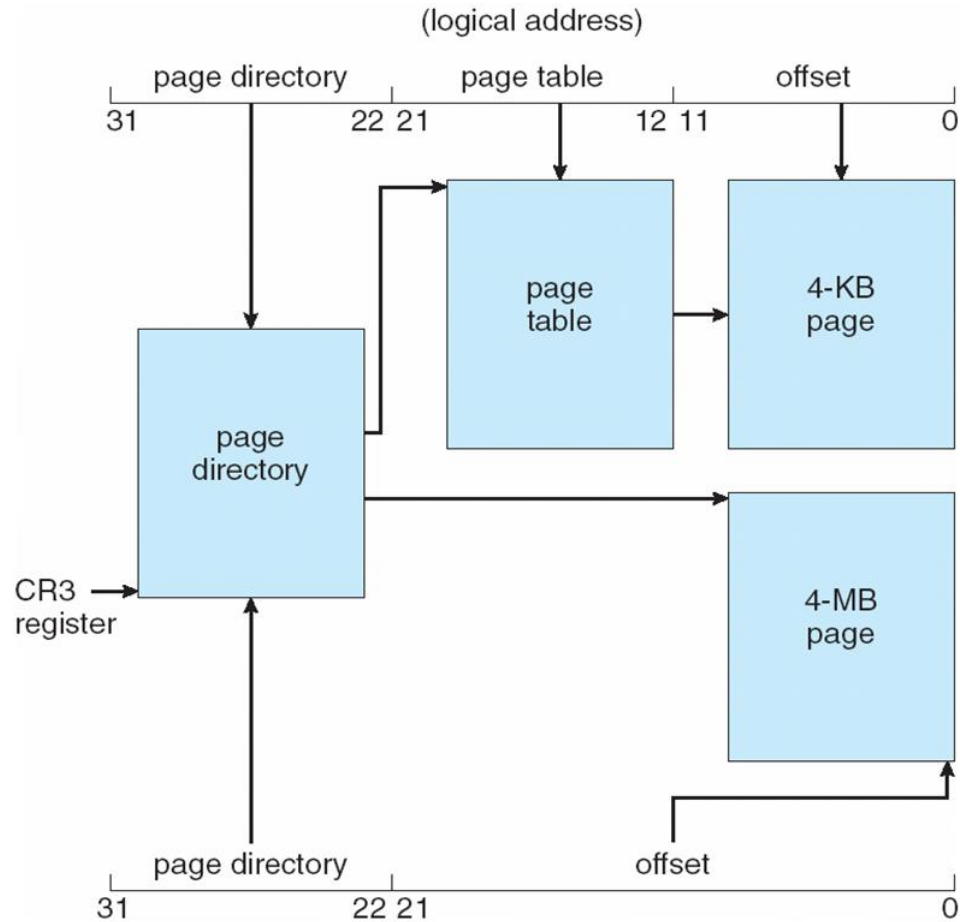 (logical address)
page directory page table offset
31 22 21 12 11 0
page
table
4-KB
page
page
directory
CR3
register
4-MB
page
page directory offset
31 22 21 0